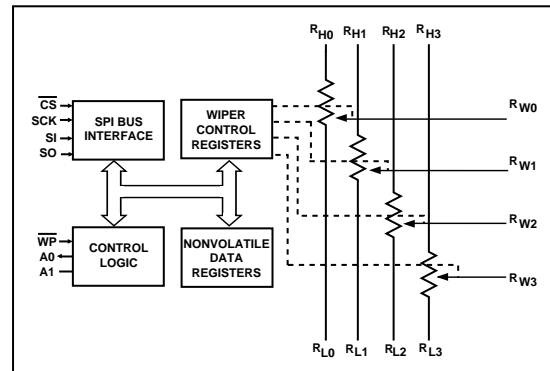 RH0 RH1 RH2 RH3
CS
SCK
SI
SO
SPI BUS
INTERFACE
WIPER
CONTROL
REGISTERS
RW0
RW1
RW2
RW3
WP
A0
A1
CONTROL
LOGIC
NONVOLATILE
DATA
REGISTERS
RL0 RL1 RL2 RL3